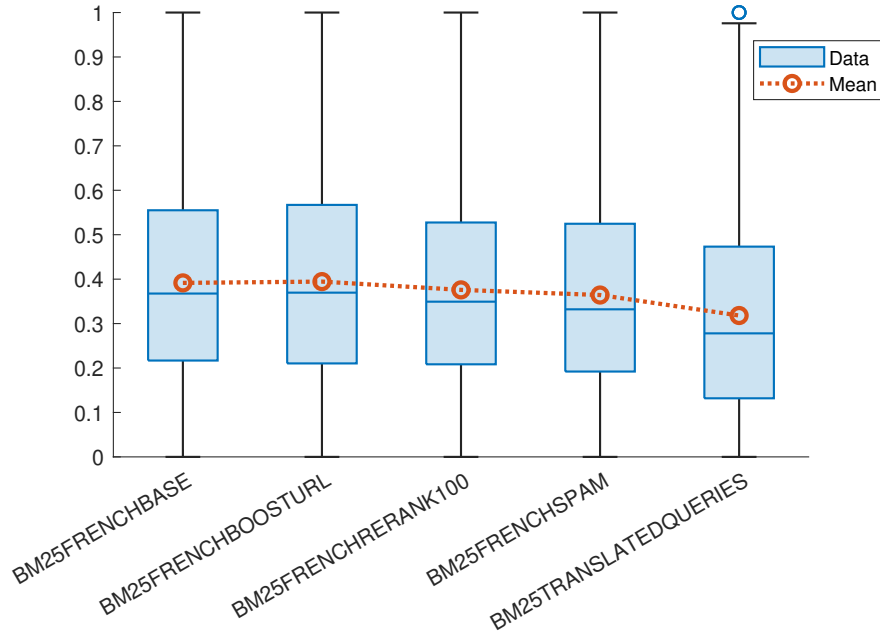 1
0.9
0.8
0.7
0.6
0.5
0.4
0.3
0.2
0.1
0
Data
Mean
BM25FRENCHBASE
BM25FRENCHBOOSTURL
BM25FRENCHRERANK100
BM25FRENCHSPAM
BM25TRANSLATEDQUERIES